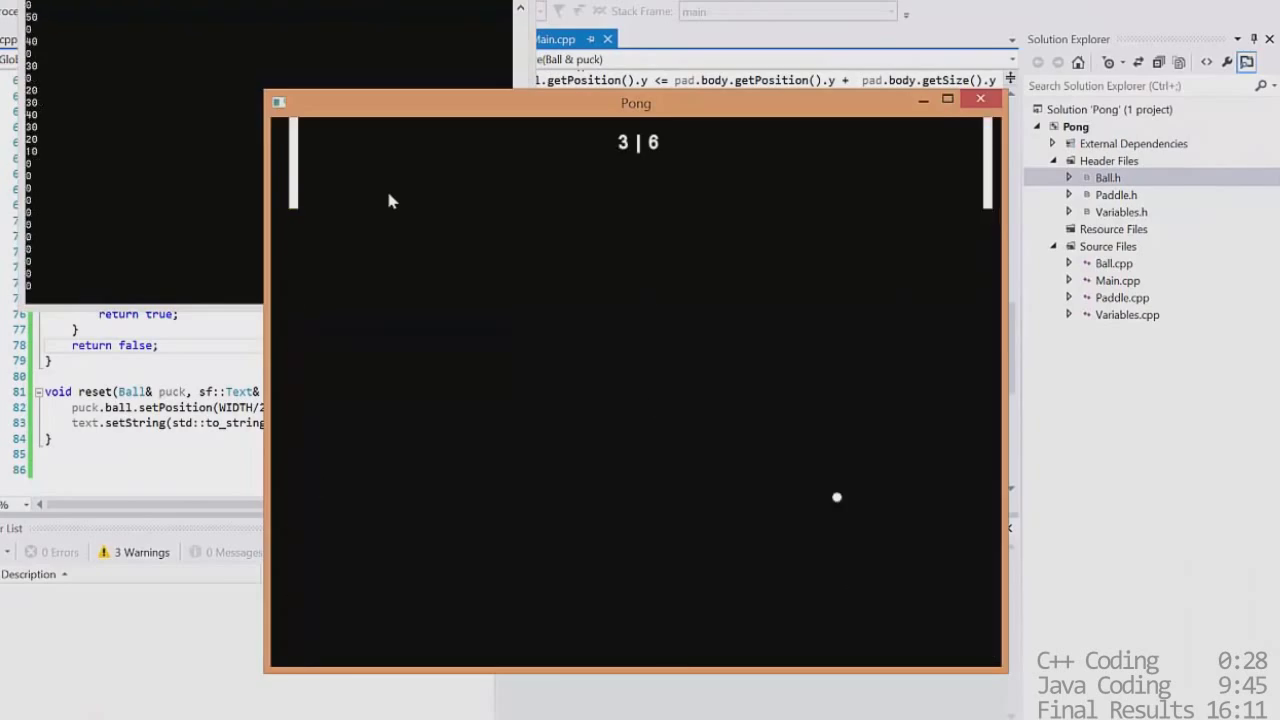 Stack Frame: main
Main.cpp
e(Ball & puck)
l.getPosition().y <= pad.body.getPosition().y + pad.body.getSize().y
0
50
0
40
0
30
0
20
30
40
30
20
10
0
0
0
0
0
0
0
0
0
0
0
Pong
3 | 6
76 return true;
77 }
78 return false;
79 }
80
81 void reset(Ball& puck, sf::Text&
82 puck.ball.setPosition(WIDTH/2
83 text.setString(std::to_string
84 }
85
86
%
r List
0 Errors
3 Warnings
0 Messages
Description
Solution Explorer
Search Solution Explorer (Ctrl+;)
Solution 'Pong' (1 project)
Pong
External Dependencies
Header Files
Ball.h
Paddle.h
Variables.h
Resource Files
Source Files
Ball.cpp
Main.cpp
Paddle.cpp
Variables.cpp
C++ Coding 0:28
Java Coding 9:45
Final Results 16:11